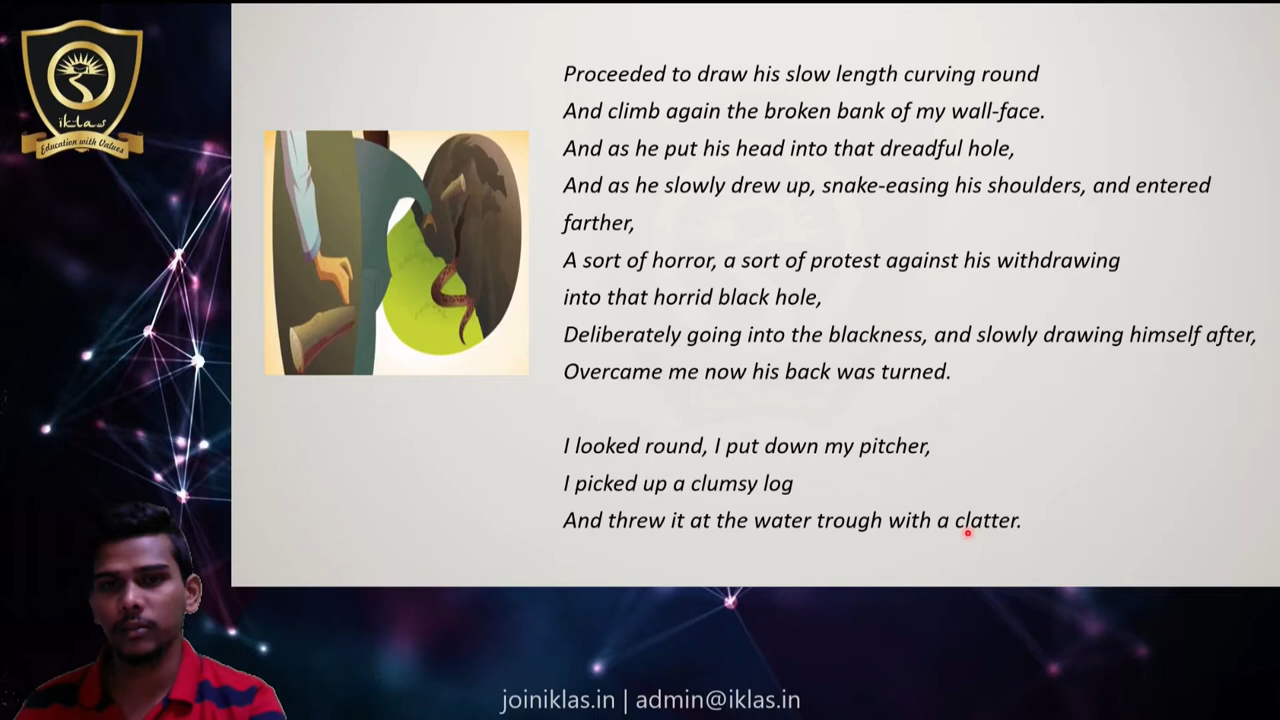 iklas
Education with Values
Proceeded to draw his slow length curving round
And climb again the broken bank of my wall-face.
And as he put his head into that dreadful hole,
And as he slowly drew up, snake-easing his shoulders, and entered
farther,
A sort of horror, a sort of protest against his withdrawing
into that horrid black hole,
Deliberately going into the blackness, and slowly drawing himself after,
Overcame me now his back was turned.
I looked round, I put down my pitcher,
I picked up a clumsy log
And threw it at the water trough with a clatter.
joiniklas.in | admin@iklas.in